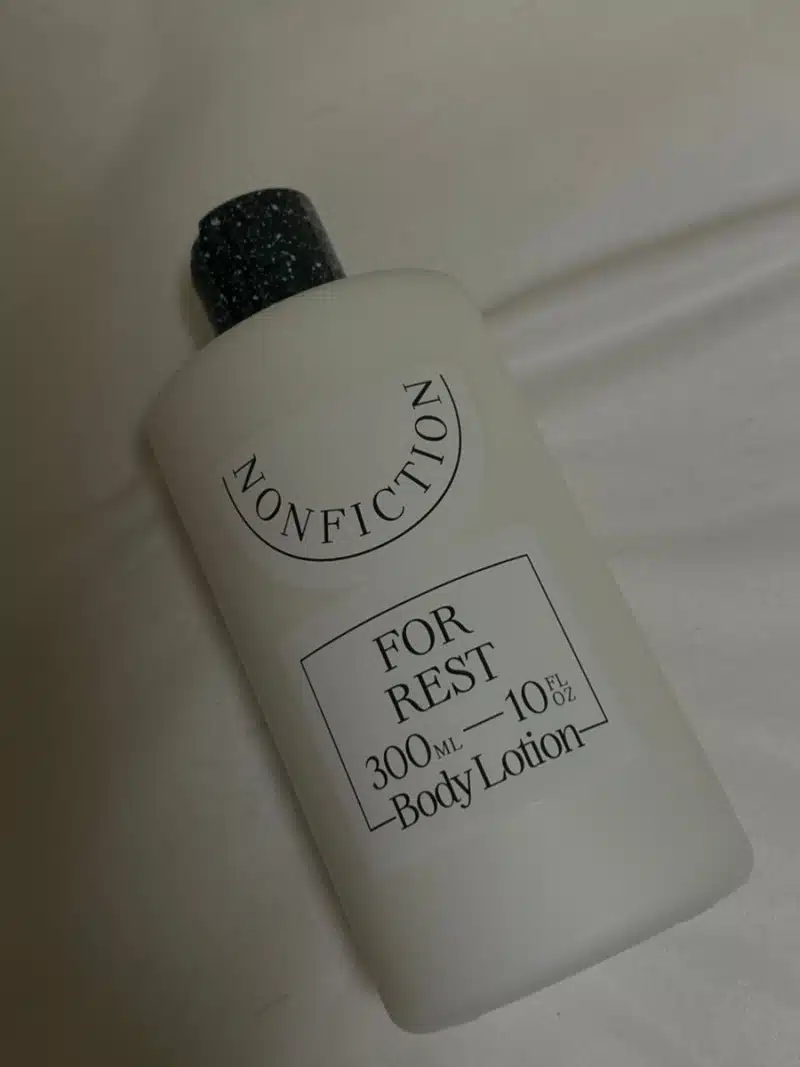 NONFICTION
FOR
REST
300ML—10FL OZ
Body Lotion